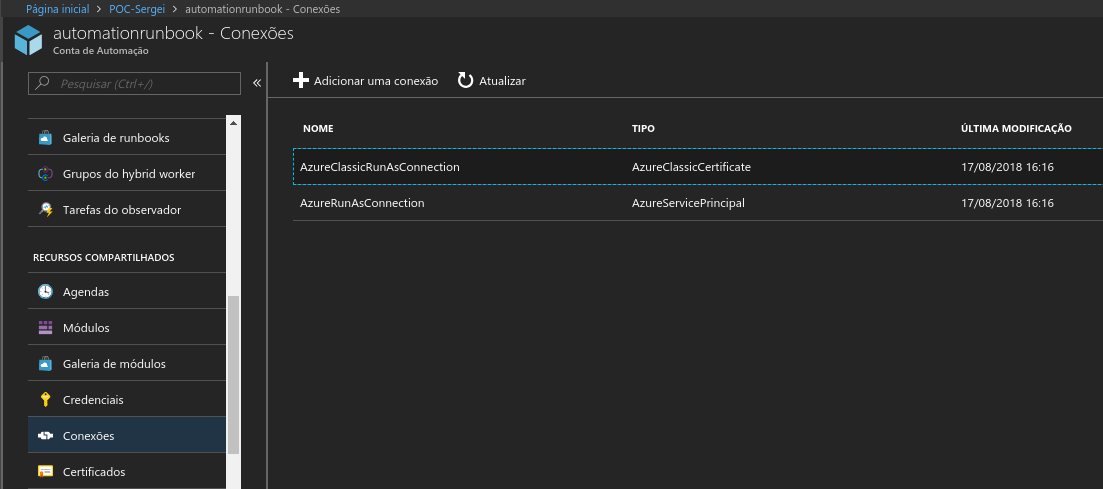 Página inicial > POC-Sergei > automationrunbook - Conexões
automationrunbook - Conexões
Conta de Automação
Pesquisar (Ctrl+/)
«
Adicionar uma conexão
Atualizar
Galeria de runbooks
Grupos do hybrid worker
Tarefas do observador
RECURSOS COMPARTILHADOS
Agendas
Módulos
Galeria de módulos
Credenciais
Conexões
Certificados
NOME TIPO ÚLTIMA MODIFICAÇÃO
AzureClassicRunAsConnection AzureClassicCertificate 17/08/2018 16:16
AzureRunAsConnection AzureServicePrincipal 17/08/2018 16:16